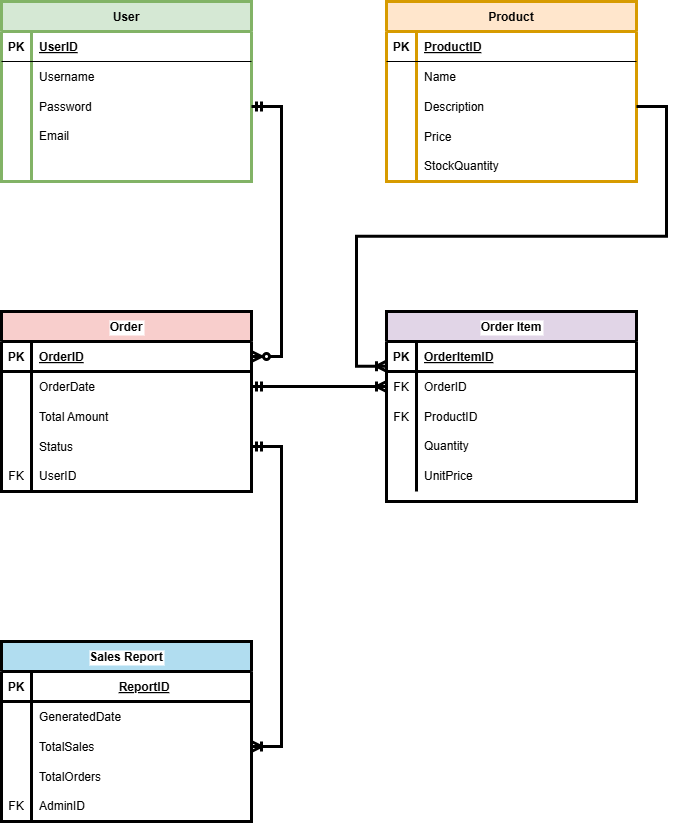 User
PK UserID
Username
Password
Email
Product
PK ProductID
Name
Description
Price
StockQuantity
Order
PK OrderID
OrderDate
Total Amount
Status
FK UserID
Order Item
PK OrderItemID
FK OrderID
FK ProductID
Quantity
UnitPrice
Sales Report
PK ReportID
GeneratedDate
TotalSales
TotalOrders
FK AdminID